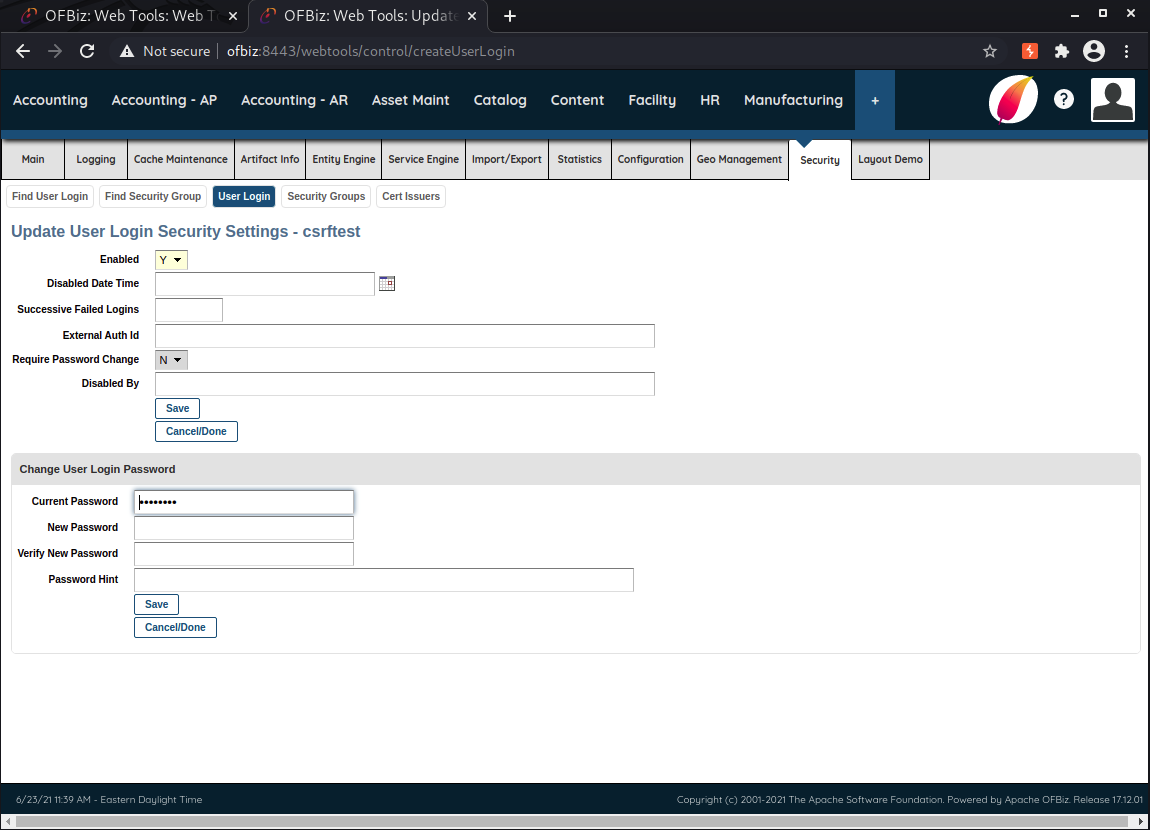 OFBiz: Web Tools: Web T
OFBiz: Web Tools: Update
Not secure
ofbiz:8443/webtools/control/createUserLogin
Accounting
Accounting - AP
Accounting - AR
Asset Maint
Catalog
Content
Facility
HR
Manufacturing
+
?
Main
Logging
Cache Maintenance
Artifact Info
Entity Engine
Service Engine
Import/Export
Statistics
Configuration
Geo Management
Security
Layout Demo
Find User Login
Find Security Group
User Login
Security Groups
Cert Issuers
Update User Login Security Settings - csrftest
Enabled
Y
Disabled Date Time
Successive Failed Logins
External Auth Id
Require Password Change
N
Disabled By
Save
Cancel/Done
Change User Login Password
Current Password
••••••••
New Password
Verify New Password
Password Hint
Save
Cancel/Done
6/23/21 11:39 AM - Eastern Daylight Time
Copyright (c) 2001-2021 The Apache Software Foundation. Powered by Apache OFBiz. Release 17.12.01